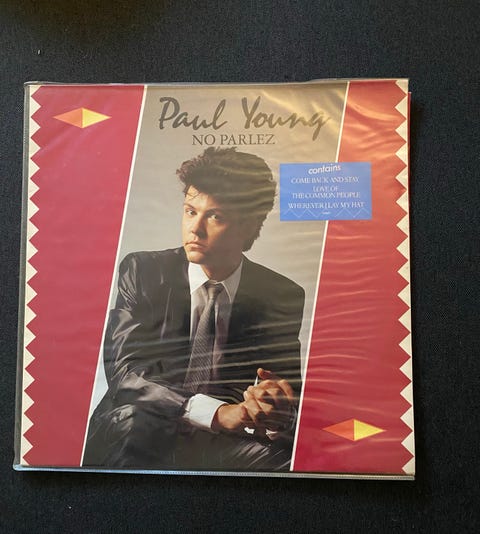 Paul Young
NO PARLEZ
contains
COME BACK AND STAY
LOVE OF
THE COMMON PEOPLE
WHEREVER I LAY MY HAT